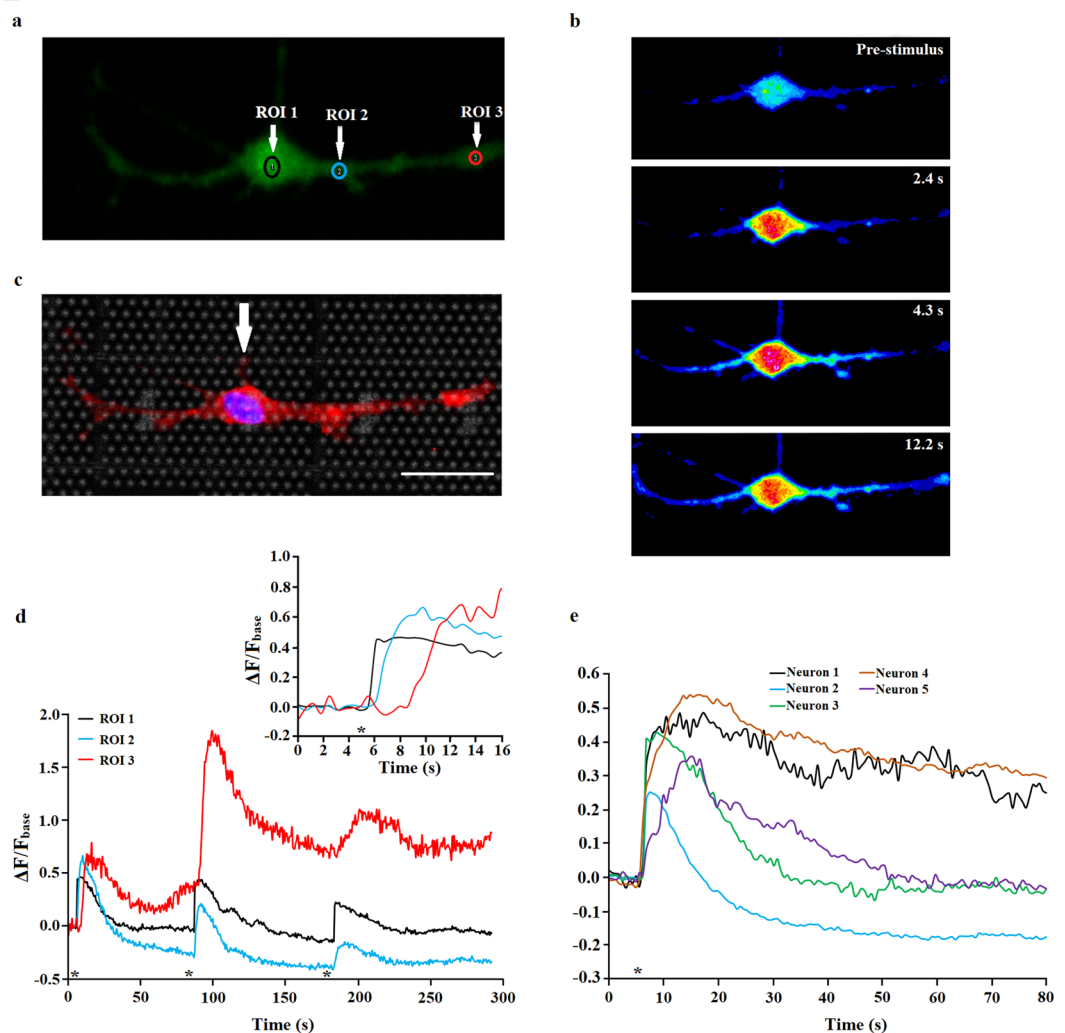 a
ROI 1
ROI 2
ROI 3
1
2
3
b
Pre-stimulus
2.4 s
4.3 s
12.2 s
c
d
1.0
0.8
0.6
0.4
0.2
0.0
−0.2
ΔF/Fbase
*
0 2 4 6 8 10 12 14 16
Time (s)
ROI 1
ROI 2
ROI 3
2.0
1.5
1.0
0.5
0.0
−0.5
ΔF/Fbase
* * *
0 50 100 150 200 250 300
Time (s)
e
Neuron 1
Neuron 2
Neuron 3
Neuron 4
Neuron 5
0.6
0.5
0.4
0.3
0.2
0.1
0.0
−0.1
−0.2
−0.3
*
0 10 20 30 40 50 60 70 80
Time (s)